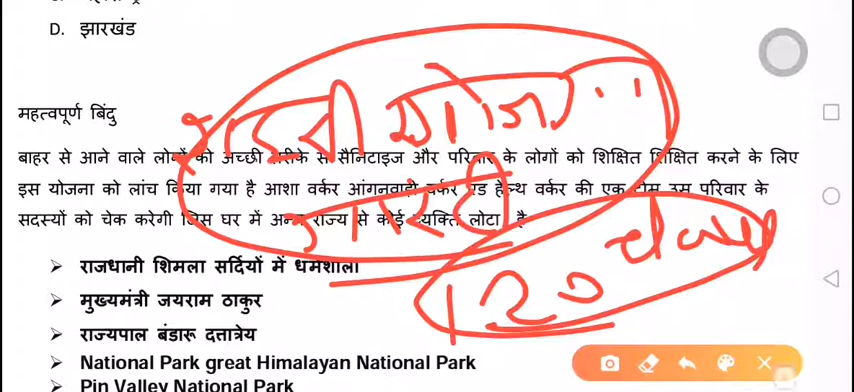 D. झारखंड
महत्वपूर्ण बिंदु
बाहर से आने वाले लोगों को अच्छी तरीके से सैनिटाइज और परिवार के लोगों को शिक्षित शिक्षित करने के लिए
इस योजना को लांच किया गया है आशा वर्कर आंगनवाड़ी वर्कर एंड हेल्थ वर्कर की एक टीम उस परिवार के
सदस्यों को चेक करेगी जिस घर में अन्य राज्य से कोई व्यक्ति लोटा है
➢ राजधानी शिमला सर्दियों में धर्मशाला
➢ मुख्यमंत्री जयराम ठाकुर
➢ राज्यपाल बंडारू दत्तात्रेय
➢ National Park great Himalayan National Park
➢ Pin Valley National Park
120